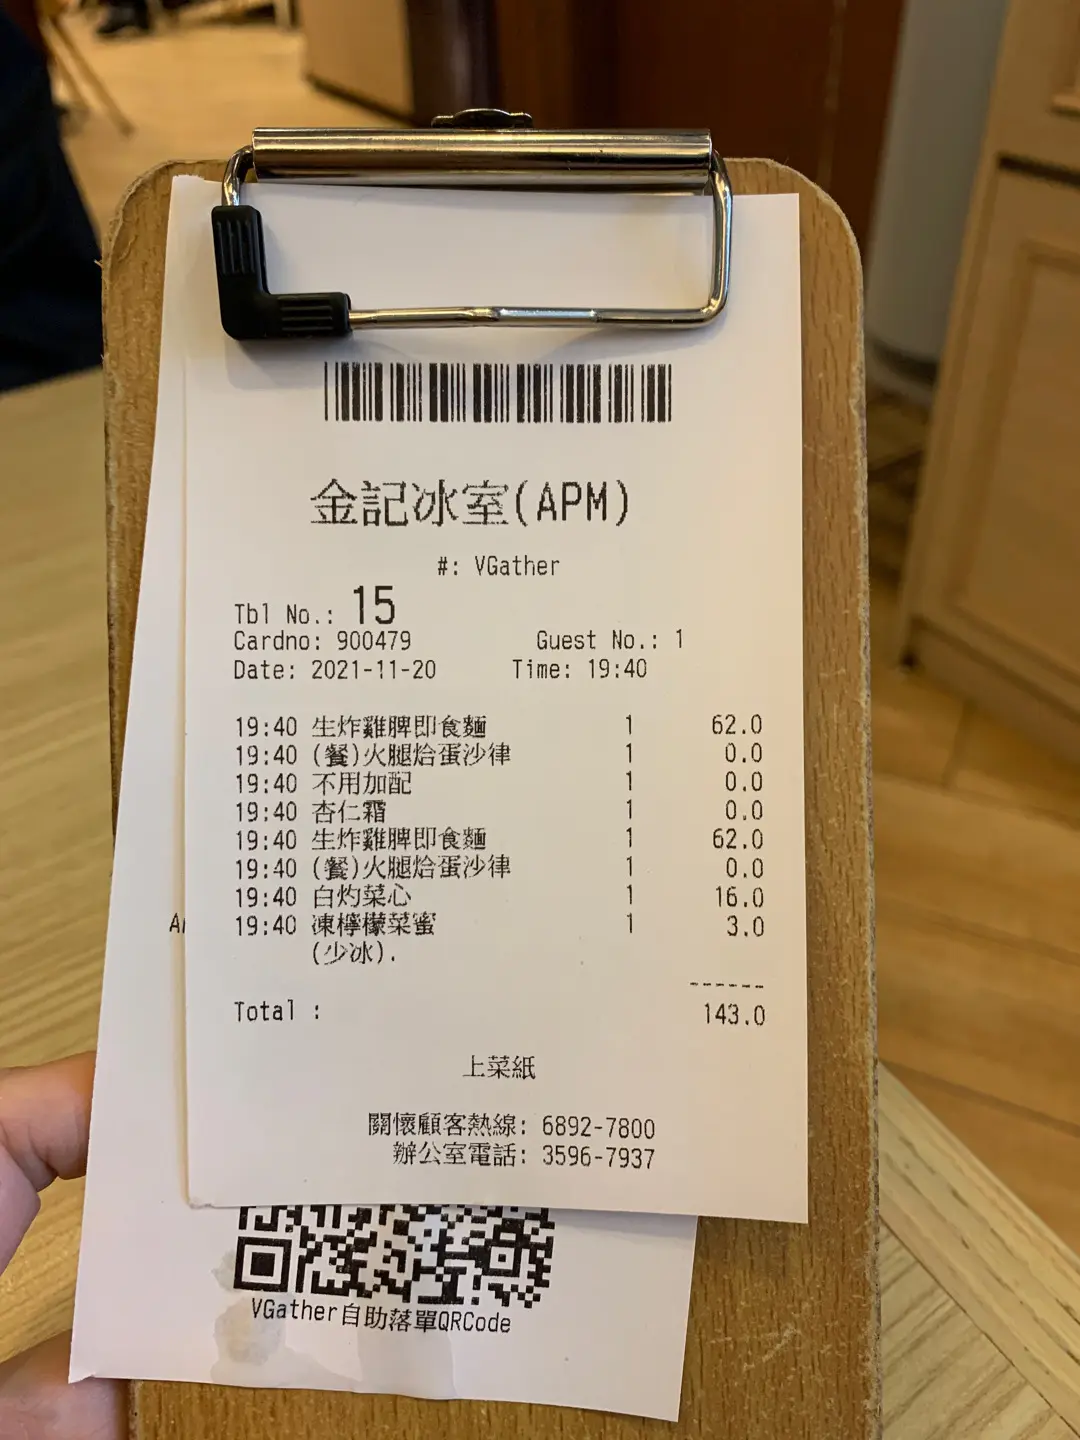 金記冰室(APM)
#: VGather
Tbl No.: 15
Cardno: 900479 Guest No.: 1
Date: 2021-11-20 Time: 19:40
19:40 生炸雞脾即食麵 1 62.0
19:40 (餐)火腿烚蛋沙律 1 0.0
19:40 不用加配 1 0.0
19:40 杏仁霜 1 0.0
19:40 生炸雞脾即食麵 1 62.0
19:40 (餐)火腿烚蛋沙律 1 0.0
19:40 白灼菜心 1 16.0
19:40 凍檸檬菜蜜 1 3.0
(少冰).
------
Total : 143.0
上菜紙
關懷顧客熱線: 6892-7800
辦公室電話: 3596-7937
VGather自助落單QRCode